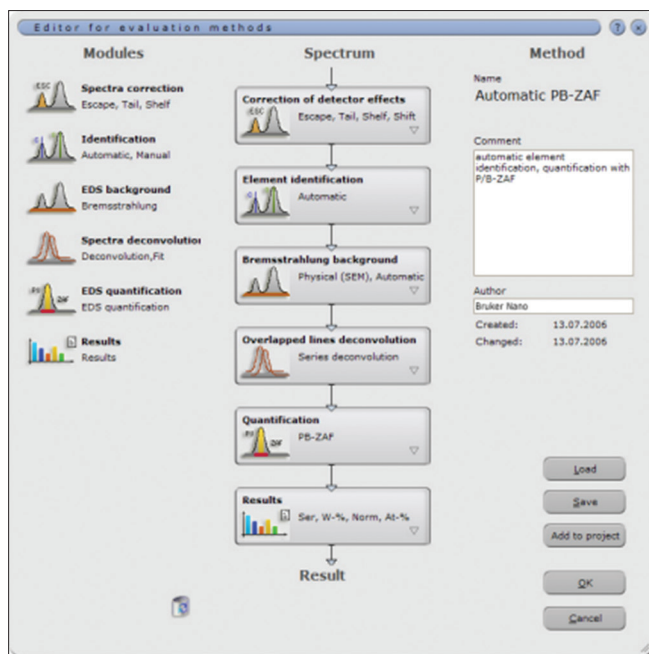 Editor for evaluation methods
Modules
Spectra correction
Escape, Tail, Shelf
Identification
Automatic, Manual
EDS background
Bremsstrahlung
Spectra deconvolutio
Deconvolution,Fit
EDS quantification
EDS quantification
Results
Results
Spectrum
Correction of detector effects
ESC
Escape, Tail, Shelf, Shift
Element identification
Automatic
Bremsstrahlung background
Physical (SEM), Automatic
Overlapped lines deconvolution
Series deconvolution
Quantification
PB-ZAF
Results
Ser, W-%, Norm, At-%
Result
Method
Name
Automatic PB-ZAF
Comment
automatic element
identification, quantification with
P/B-ZAF
Author
Bruker Nano
Created: 13.07.2006
Changed: 13.07.2006
Load
Save
Add to project
OK
Cancel